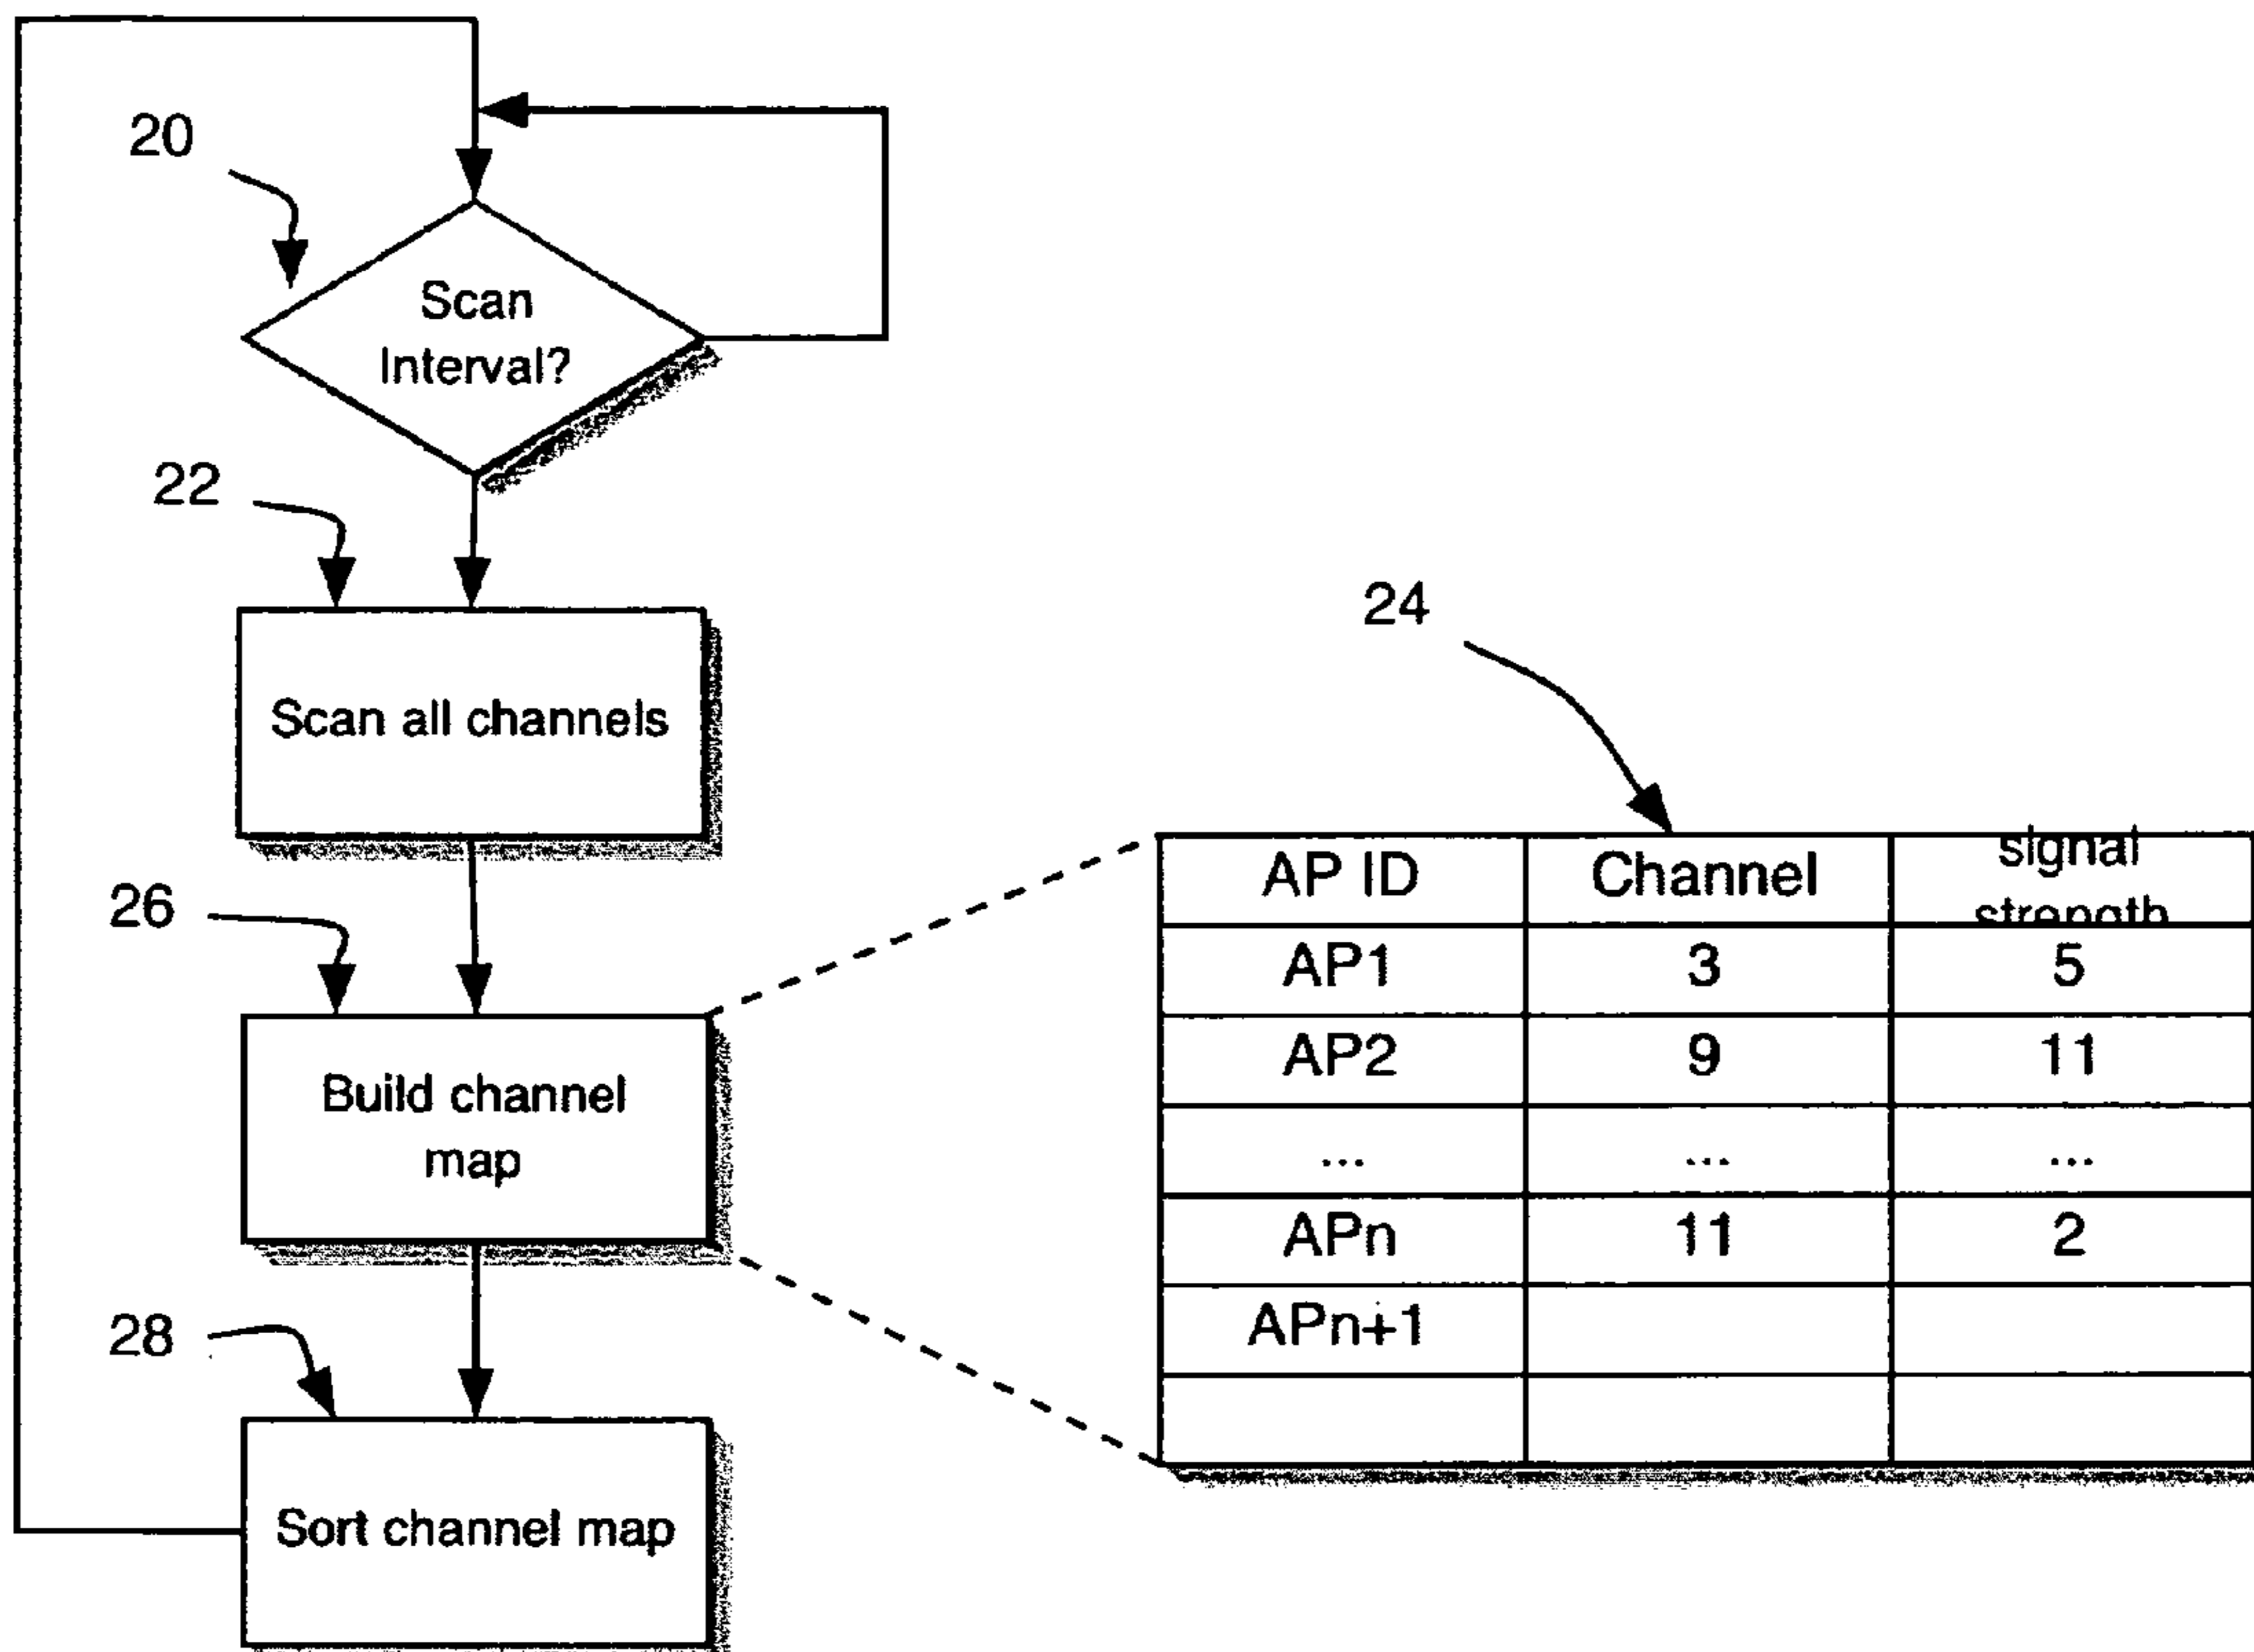 20
Scan
Interval?
22
Scan all channels
24
26
Build channel
map
AP ID Channel signal
strength
AP1 3 5
AP2 9 11
... ... ...
APn 11 2
APn+1
28
Sort channel map